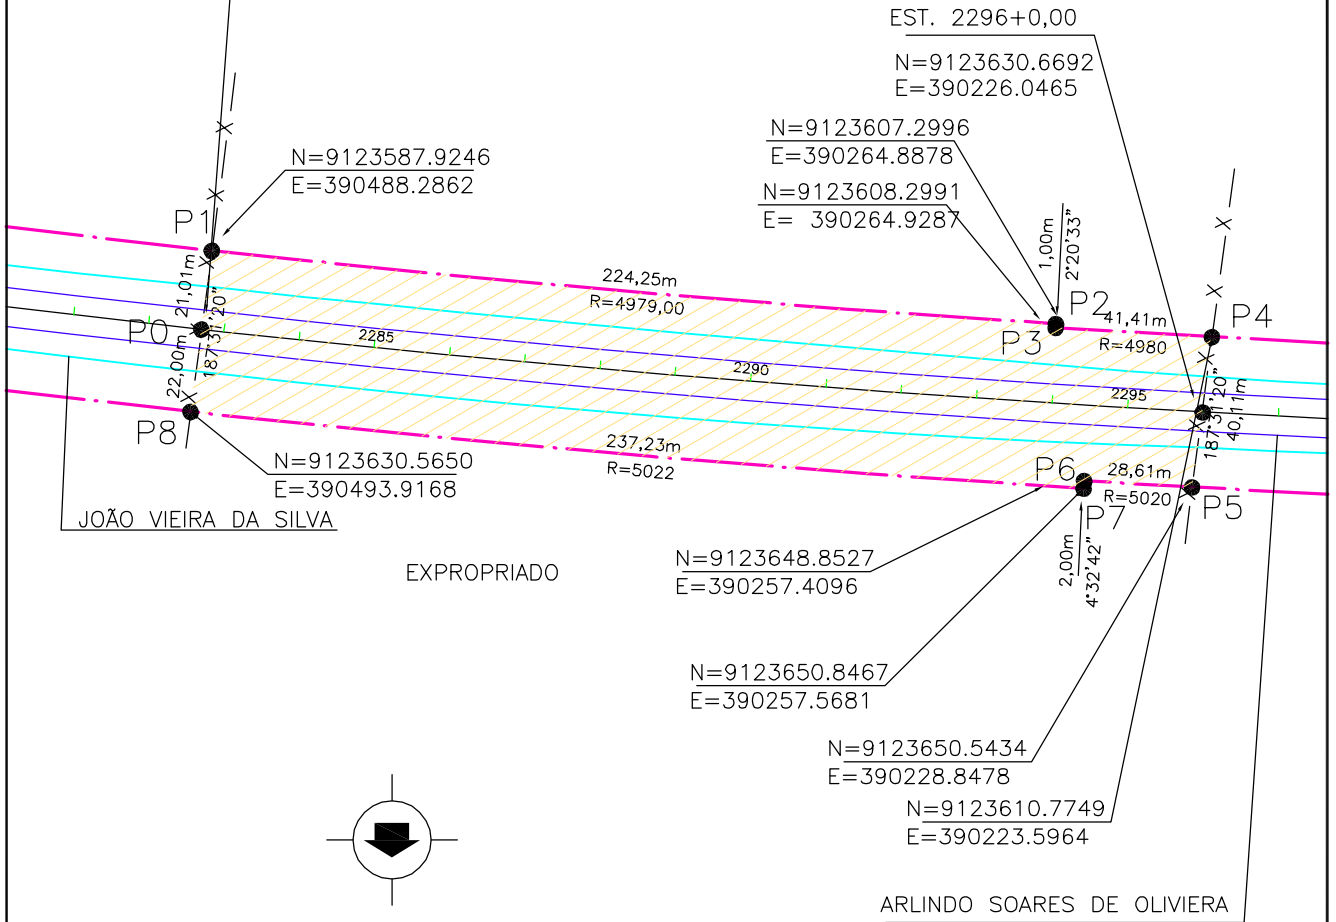 EST. 2296+0,00
N=9123630.6692
E=390226.0465
N=9123607.2996
E=390264.8878
N=9123587.9246
E=390488.2862
N=9123608.2991
E= 390264.9287
X
X
X
X
X
P1
21,01m
187°31'20"
224,25m
R=4979,00
1,00m
2°20'33"
P2
P3
41,41m
R=4980
P4
P0
2285
2290
2295
X
X
X
22,00m
X
P8
187°31'20"
40,11m
X
237,23m
R=5022
P6
28,61m
R=5020
P7
X
P5
N=9123630.5650
E=390493.9168
JOÃO VIEIRA DA SILVA
EXPROPRIADO
2,00m
4°32'42"
N=9123648.8527
E=390257.4096
N=9123650.8467
E=390257.5681
N=9123650.5434
E=390228.8478
N=9123610.7749
E=390223.5964
ARLINDO SOARES DE OLIVIERA